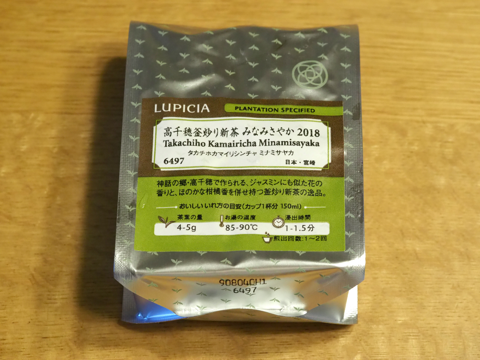 LUPICIA
PLANTATION SPECIFIED
高千穂釜炒り新茶 みなみさやか 2018
Takachiho Kamairicha Minamisayaka
タカチホカマイリシンチャ ミナミサヤカ
6497 日本・宮崎
神話の郷・高千穂で作られる、ジャスミンにも似た花の
香りと、ほのかな柑橘香を併せ持つ釜炒り新茶の逸品。
おいしいいれ方の目安(カップ1杯分 150ml)
茶葉の量 お湯の温度 浸出時間
4-5g 85-90℃ 1-1.5分
煎出回数:1〜2回
90804CH1
6497